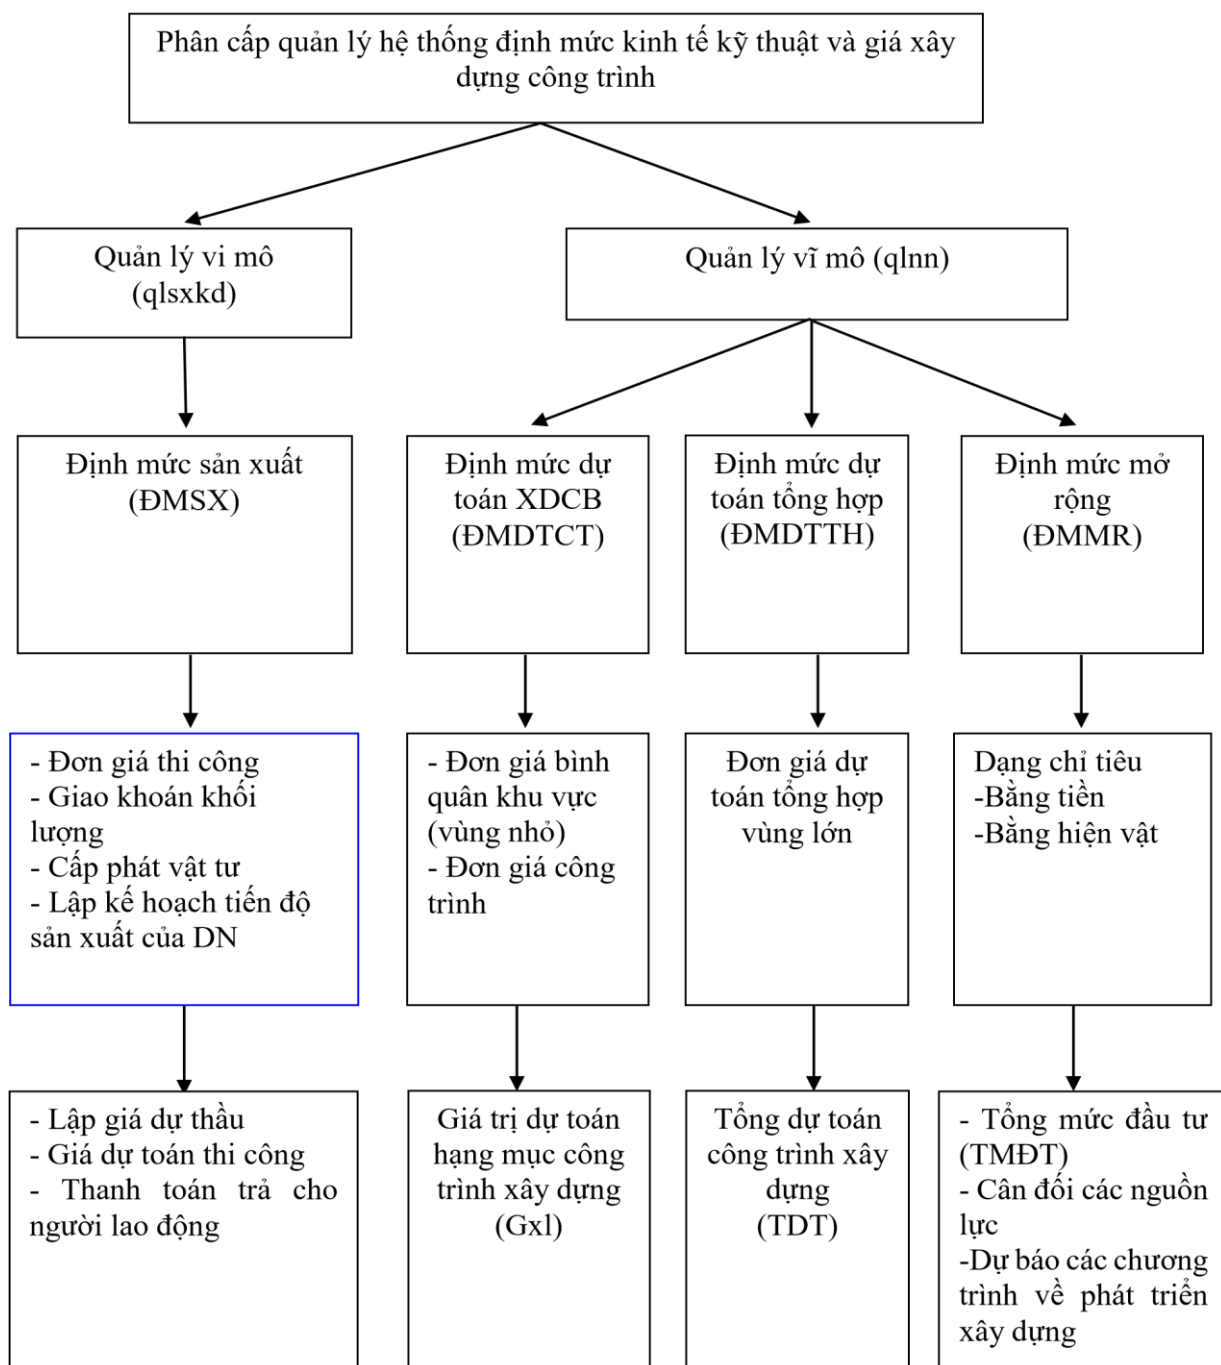 Phân cấp quản lý hệ thống định mức kinh tế kỹ thuật và giá xây
dựng công trình
Quản lý vi mô
(qlsxkd)
Quản lý vĩ mô (qlnn)
Định mức sản xuất
(ĐMSX)
Định mức dự
toán XDCB
(ĐMDTCT)
Định mức dự
toán tổng hợp
(ĐMDTTH)
Định mức mở
rộng
(ĐMMR)
- Đơn giá thi công
- Giao khoán khối
lượng
- Cấp phát vật tư
- Lập kế hoạch tiến độ
sản xuất của DN
- Đơn giá bình
quân khu vực
(vùng nhỏ)
- Đơn giá công
trình
Đơn giá dự
toán tổng hợp
vùng lớn
Dạng chỉ tiêu
-Bằng tiền
-Bằng hiện vật
- Lập giá dự thầu
- Giá dự toán thi công
- Thanh toán trả cho
người lao động
Giá trị dự toán
hạng mục công
trình xây dựng
(Gxl)
Tổng dự toán
công trình xây
dựng
(TDT)
- Tổng mức đầu tư
(TMĐT)
- Cân đối các nguồn
lực
-Dự báo các chương
trình về phát triển
xây dựng